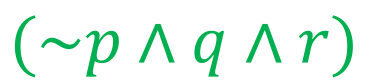 (~p ∧ q ∧ r)